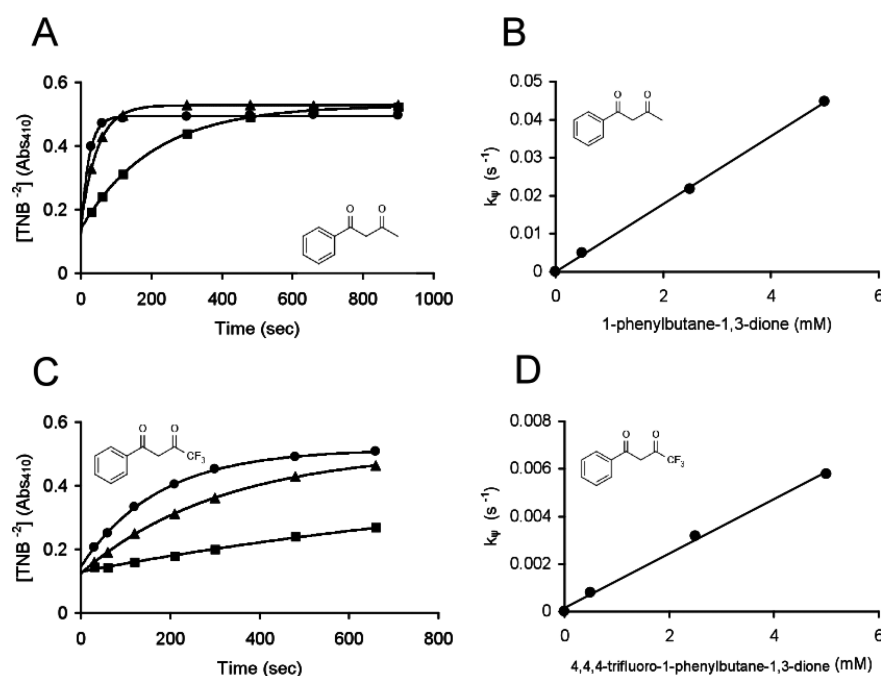 A
[TNB ⁻²] (Abs₄₁₀)
0.6
0.4
0.2
0
0
200
400
600
800
1000
Time (sec)
O
O
B
kψ (s⁻¹)
0.05
0.04
0.03
0.02
0.01
0
0
2
4
6
1-phenylbutane-1,3-dione (mM)
O
O
C
[TNB ⁻²] (Abs₄₁₀)
0.6
0.4
0.2
0
0
200
400
600
800
Time (sec)
O
O
CF₃
D
kψ (s⁻¹)
0.008
0.006
0.004
0.002
0
0
2
4
6
4,4,4-trifluoro-1-phenylbutane-1,3-dione (mM)
O
O
CF₃